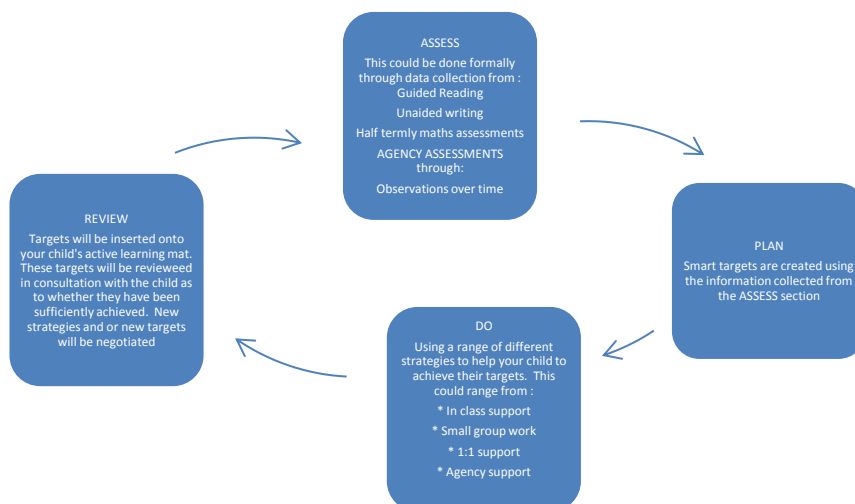 ASSESS
This could be done formally
through data collection from :
Guided Reading
Unaided writing
Half termly maths assessments
AGENCY ASSESSMENTS
through:
Observations over time
PLAN
Smart targets are created using
the information collected from
the ASSESS section
DO
Using a range of different
strategies to help your child to
achieve their targets.  This
could range from :
* In class support
* Small group work
* 1:1 support
* Agency support
REVIEW
Targets will be inserted onto
your child's active learning mat.
These targets will be revieweed
in consultation with the child as
to whether they have been
sufficiently achieved.  New
strategies and or new targets
will be negotiated